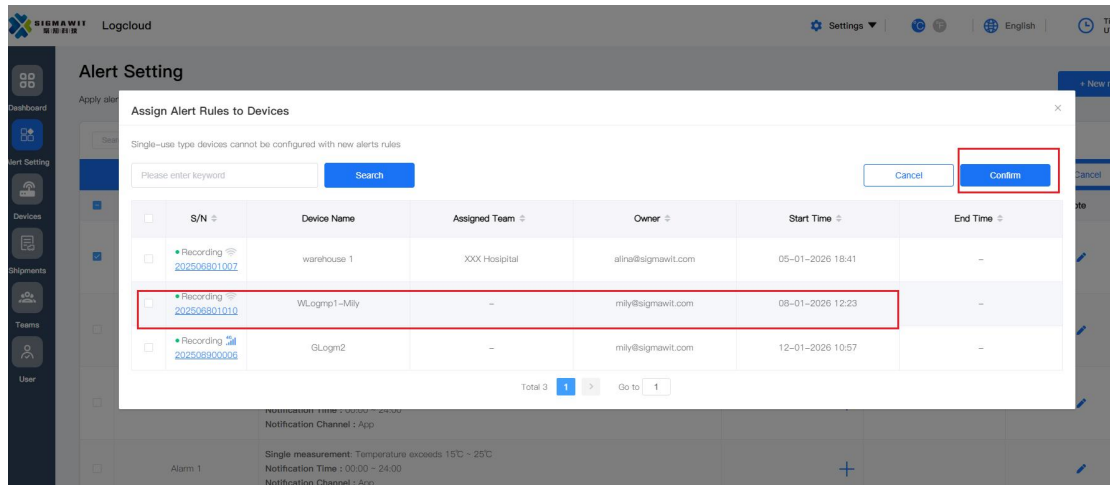 SIGMAWIT
Logcloud
Settings
English
Dashboard
Alert Setting
Devices
Shipments
Teams
User
Alert Setting
+ New
Apply aler
Assign Alert Rules to Devices
Single-use type devices cannot be configured with new alerts rules
Please enter keyword
Search
Cancel
Confirm
Cancel
S/N
Device Name
Assigned Team
Owner
Start Time
End Time
Recording
202506801007
warehouse 1
XXX Hosipital
alina@sigmawit.com
05-01-2026 18:41
–
Recording
202506801010
WLogmp1-Mily
–
mily@sigmawit.com
08-01-2026 12:23
–
Recording 4G
202508900006
GLogm2
–
mily@sigmawit.com
12-01-2026 10:57
–
Total 3
1
>
Go to
1
Notification Time : 00:00 - 24:00
Notification Channel : App
Alarm 1
Single measurement: Temperature exceeds 15℃ - 25℃
Notification Time : 00:00 - 24:00
Notification Channel : App